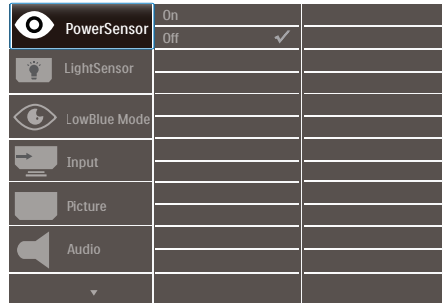 PowerSensor
On
Off
LightSensor
LowBlue Mode
Input
Picture
Audio